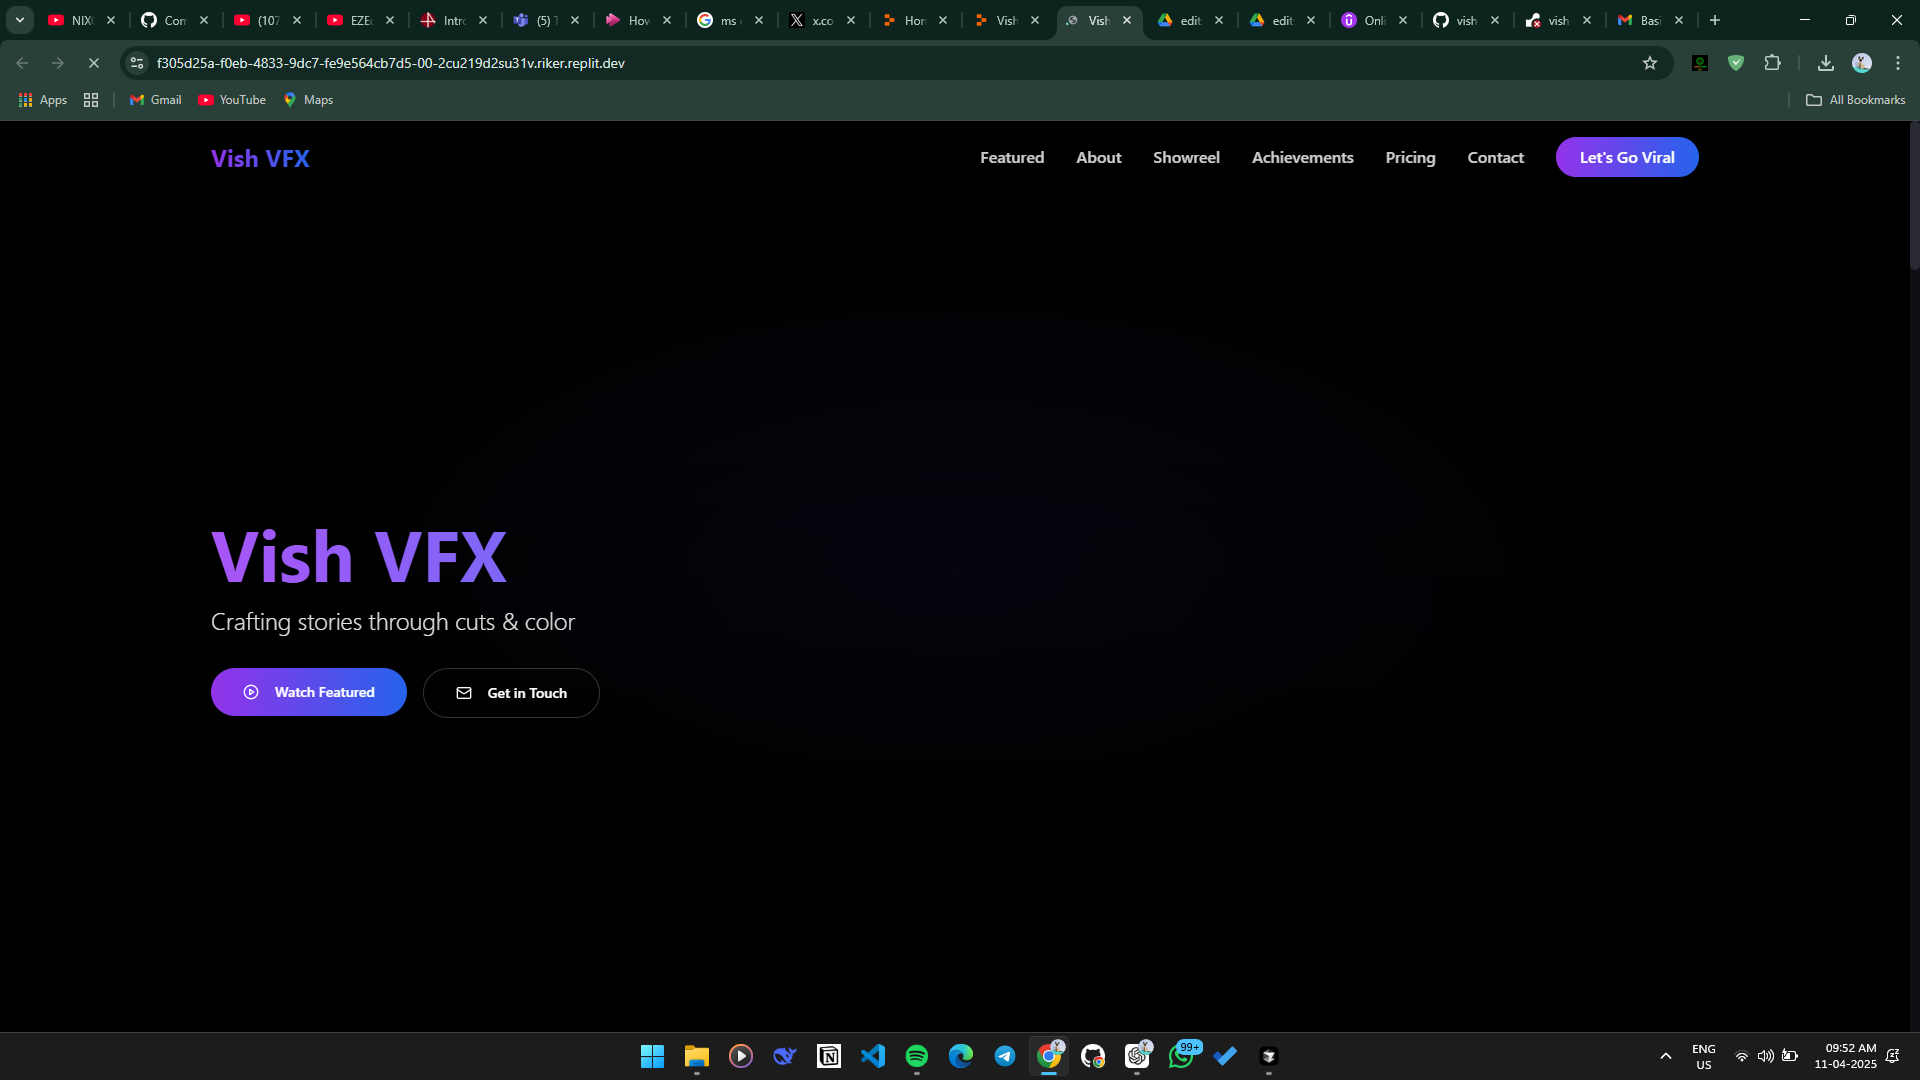 NIX
Con
(107
EZE
Intr
(5) T
How
ms
x.co
Hor
Vish
Vish
edit
edit
Onli
vish
vish
Basi
f305d25a-f0eb-4833-9dc7-fe9e564cb7d5-00-2cu219d2su31v.riker.replit.dev
Apps
Gmail
YouTube
Maps
All Bookmarks
Vish VFX
Featured
About
Showreel
Achievements
Pricing
Contact
Let's Go Viral
Vish VFX
Crafting stories through cuts & color
Watch Featured
Get in Touch
99+
ENG
US
09:52 AM
11-04-2025